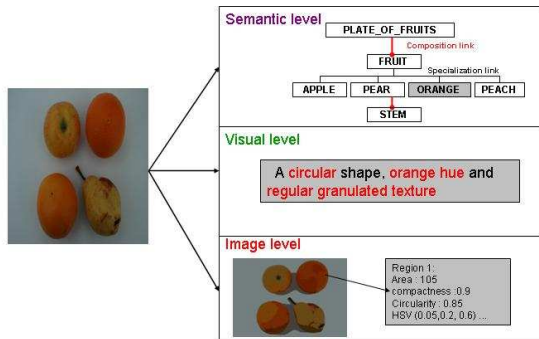 Semantic level
PLATE_OF_FRUITS
Composition link
FRUIT
Specialization link
APPLE PEAR ORANGE PEACH
STEM
Visual level
A circular shape, orange hue and
regular granulated texture
Image level
Region 1:
Area : 105
compactness :0.9
Circularity : 0.85
HSV (0.05,0.2, 0.6) ...